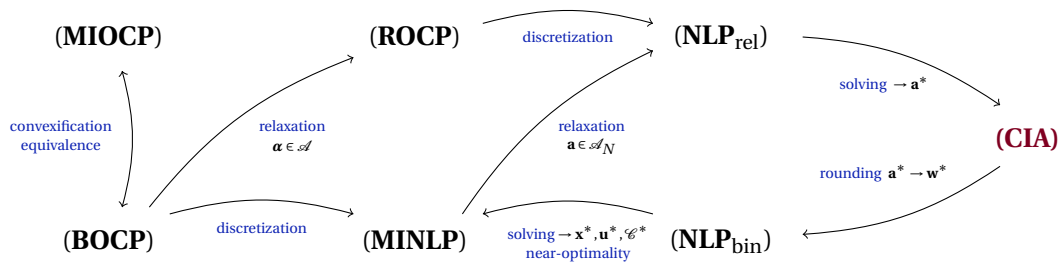 (MIOCP)
(ROCP)
(NLP_rel)
discretization
solving → a*
convexification
equivalence
relaxation
α ∈ 𝒜
relaxation
a ∈ 𝒜_N
(CIA)
rounding a* → w*
(BOCP)
discretization
(MINLP)
solving → x*, u*, 𝒞*
near-optimality
(NLP_bin)